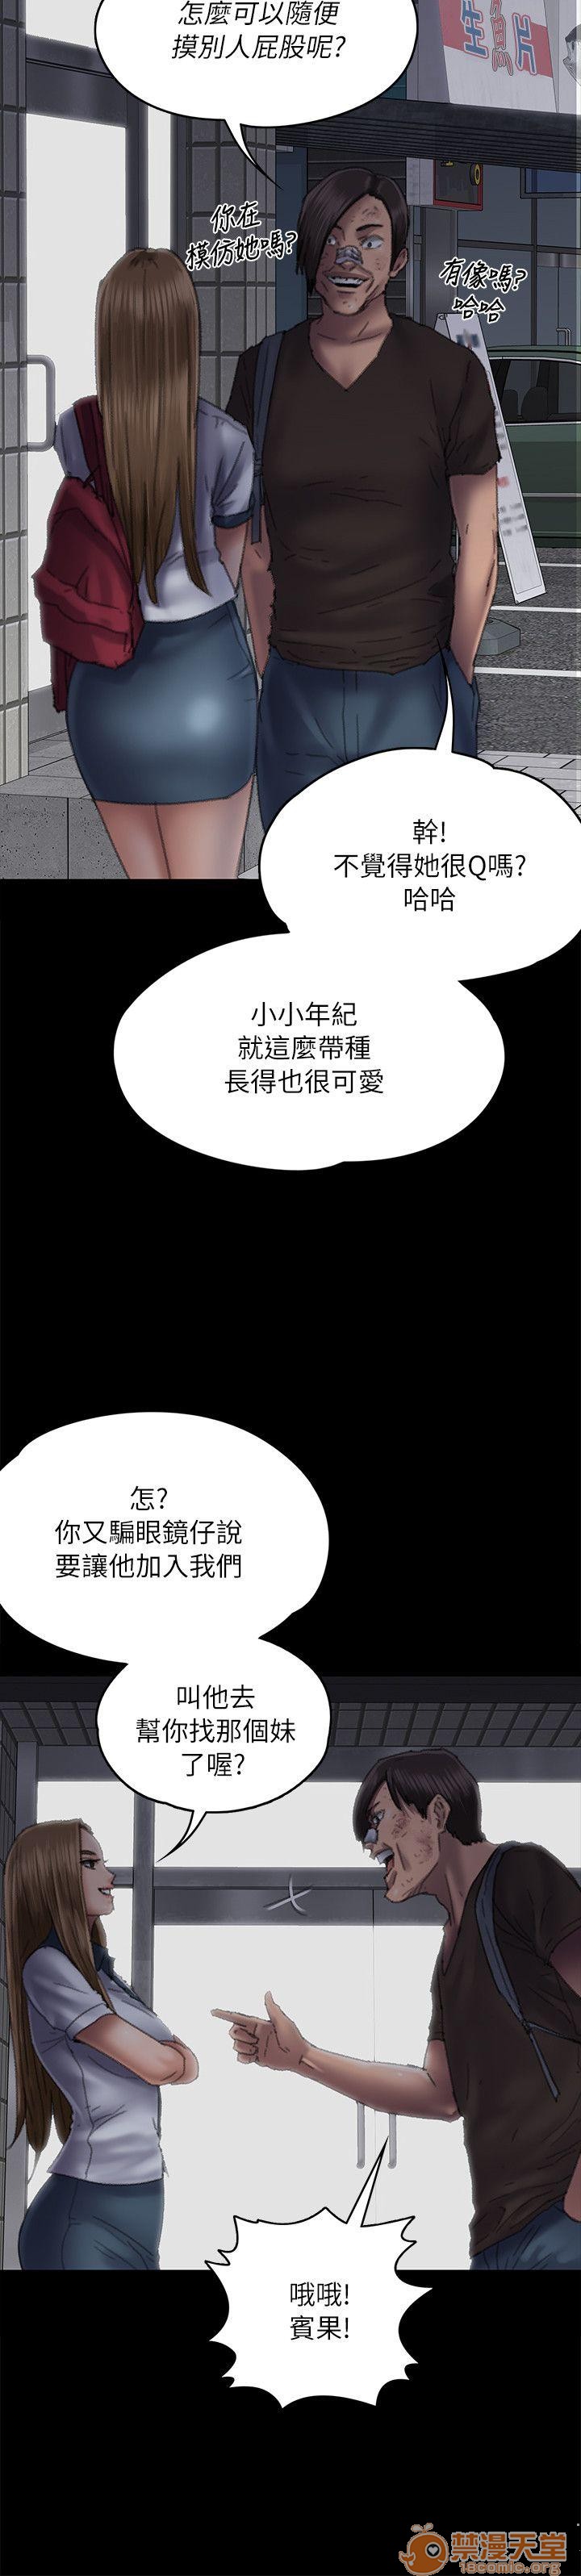 怎麼可以隨便
摸別人屁股呢?
生
片
你在
模仿她嗎?
有像嗎?
哈哈
幹!
不覺得她很Q嗎?
哈哈
小小年紀
就這麼帶種
長得也很可愛
怎?
你又騙眼鏡仔說
要讓他加入我們
叫他去
幫你找那個妹
了喔?
哦哦!
賓果!
禁漫天堂
18comic.org